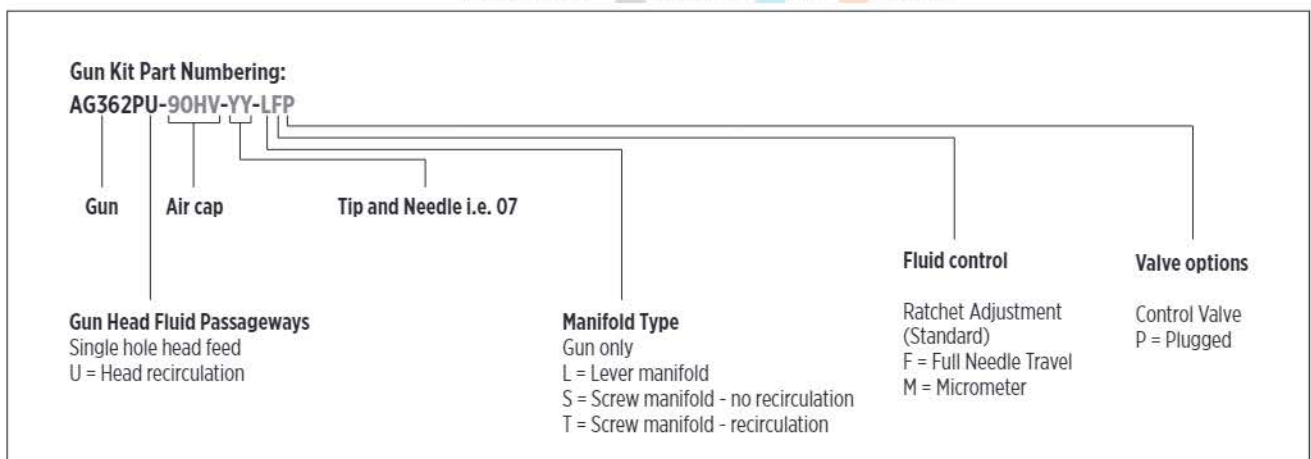 Gun Kit Part Numbering:
AG362PU-90HV-YY-LFP
Gun
Air cap
Tip and Needle i.e. 07
Gun Head Fluid Passageways
Single hole head feed
U = Head recirculation
Manifold Type
Gun only
L = Lever manifold
S = Screw manifold - no recirculation
T = Screw manifold - recirculation
Fluid control
Ratchet Adjustment
(Standard)
F = Full Needle Travel
M = Micrometer
Valve options
Control Valve
P = Plugged